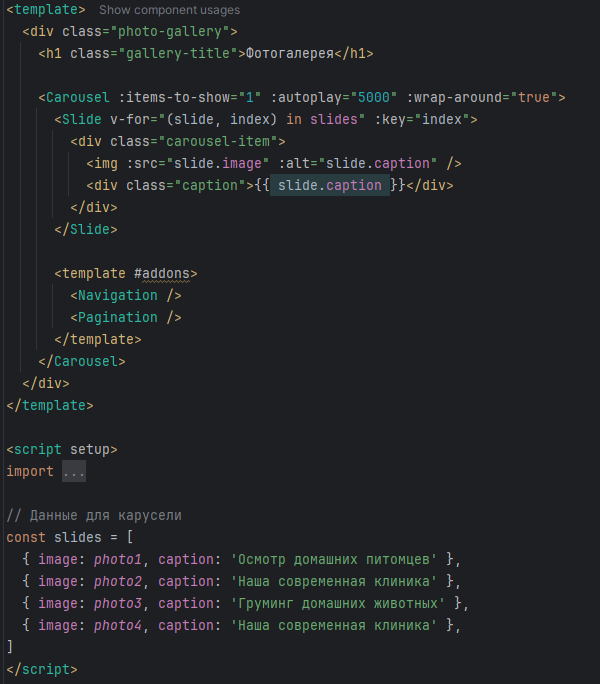 <template> Show component usages
<div class="photo-gallery">
<h1 class="gallery-title">Фотогалерея</h1>
<Carousel :items-to-show="1" :autoplay="5000" :wrap-around="true">
<Slide v-for="(slide, index) in slides" :key="index">
<div class="carousel-item">
<img :src="slide.image" :alt="slide.caption" />
<div class="caption">{{ slide.caption }}</div>
</div>
</Slide>
<template #addons>
<Navigation />
<Pagination />
</template>
</Carousel>
</div>
</template>
<script setup>
import ...
// Данные для карусели
const slides = [
{ image: photo1, caption: 'Осмотр домашних питомцев' },
{ image: photo2, caption: 'Наша современная клиника' },
{ image: photo3, caption: 'Груминг домашних животных' },
{ image: photo4, caption: 'Наша современная клиника' },
]
</script>